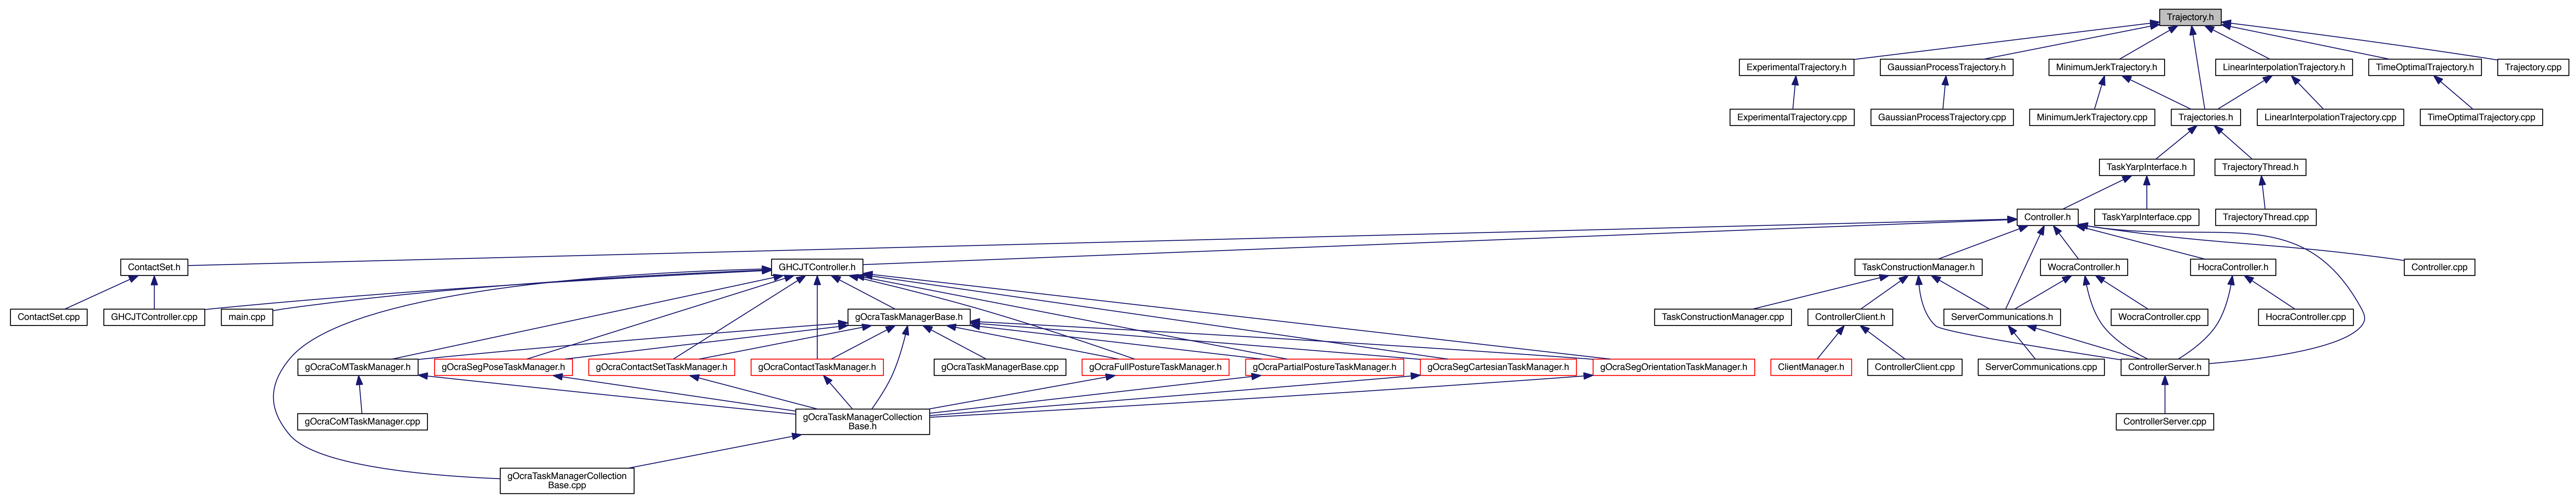 Trajectory.h
ExperimentalTrajectory.h
GaussianProcessTrajectory.h
MinimumJerkTrajectory.h
LinearInterpolationTrajectory.h
TimeOptimalTrajectory.h
Trajectory.cpp
ExperimentalTrajectory.cpp
GaussianProcessTrajectory.cpp
MinimumJerkTrajectory.cpp
Trajectories.h
LinearInterpolationTrajectory.cpp
TimeOptimalTrajectory.cpp
TaskYarpInterface.h
TrajectoryThread.h
Controller.h
TaskYarpInterface.cpp
TrajectoryThread.cpp
ContactSet.h
GHCJTController.h
TaskConstructionManager.h
WocraController.h
HocraController.h
Controller.cpp
ContactSet.cpp
GHCJTController.cpp
main.cpp
gOcraTaskManagerBase.h
TaskConstructionManager.cpp
ControllerClient.h
ServerCommunications.h
WocraController.cpp
HocraController.cpp
gOcraCoMTaskManager.h
gOcraSegPoseTaskManager.h
gOcraContactSetTaskManager.h
gOcraContactTaskManager.h
gOcraTaskManagerBase.cpp
gOcraFullPostureTaskManager.h
gOcraPartialPostureTaskManager.h
gOcraSegCartesianTaskManager.h
gOcraSegOrientationTaskManager.h
ClientManager.h
ControllerClient.cpp
ServerCommunications.cpp
ControllerServer.h
gOcraCoMTaskManager.cpp
gOcraTaskManagerCollection
Base.h
ControllerServer.cpp
gOcraTaskManagerCollection
Base.cpp